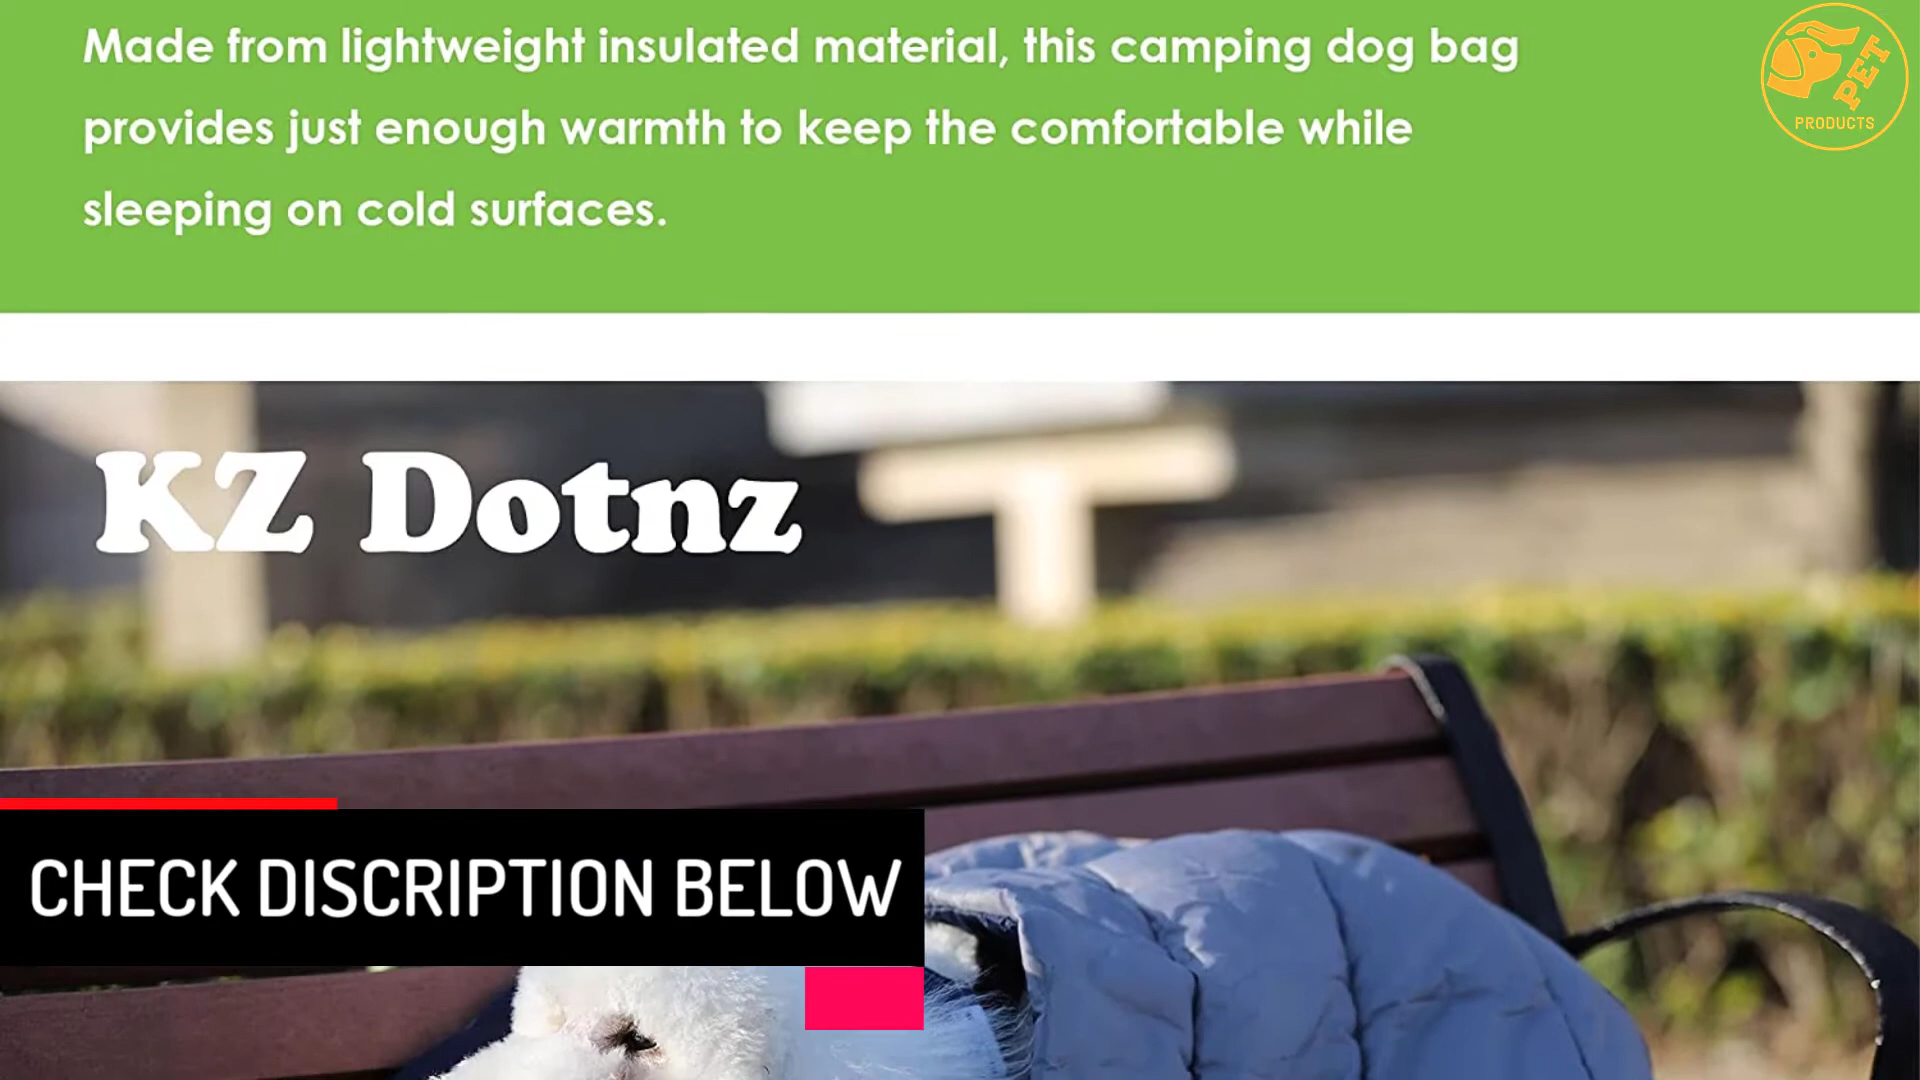 Made from lightweight insulated material, this camping dog bag
provides just enough warmth to keep the comfortable while
sleeping on cold surfaces.
PET
PRODUCTS
KZ Dotnz
CHECK DISCRIPTION BELOW